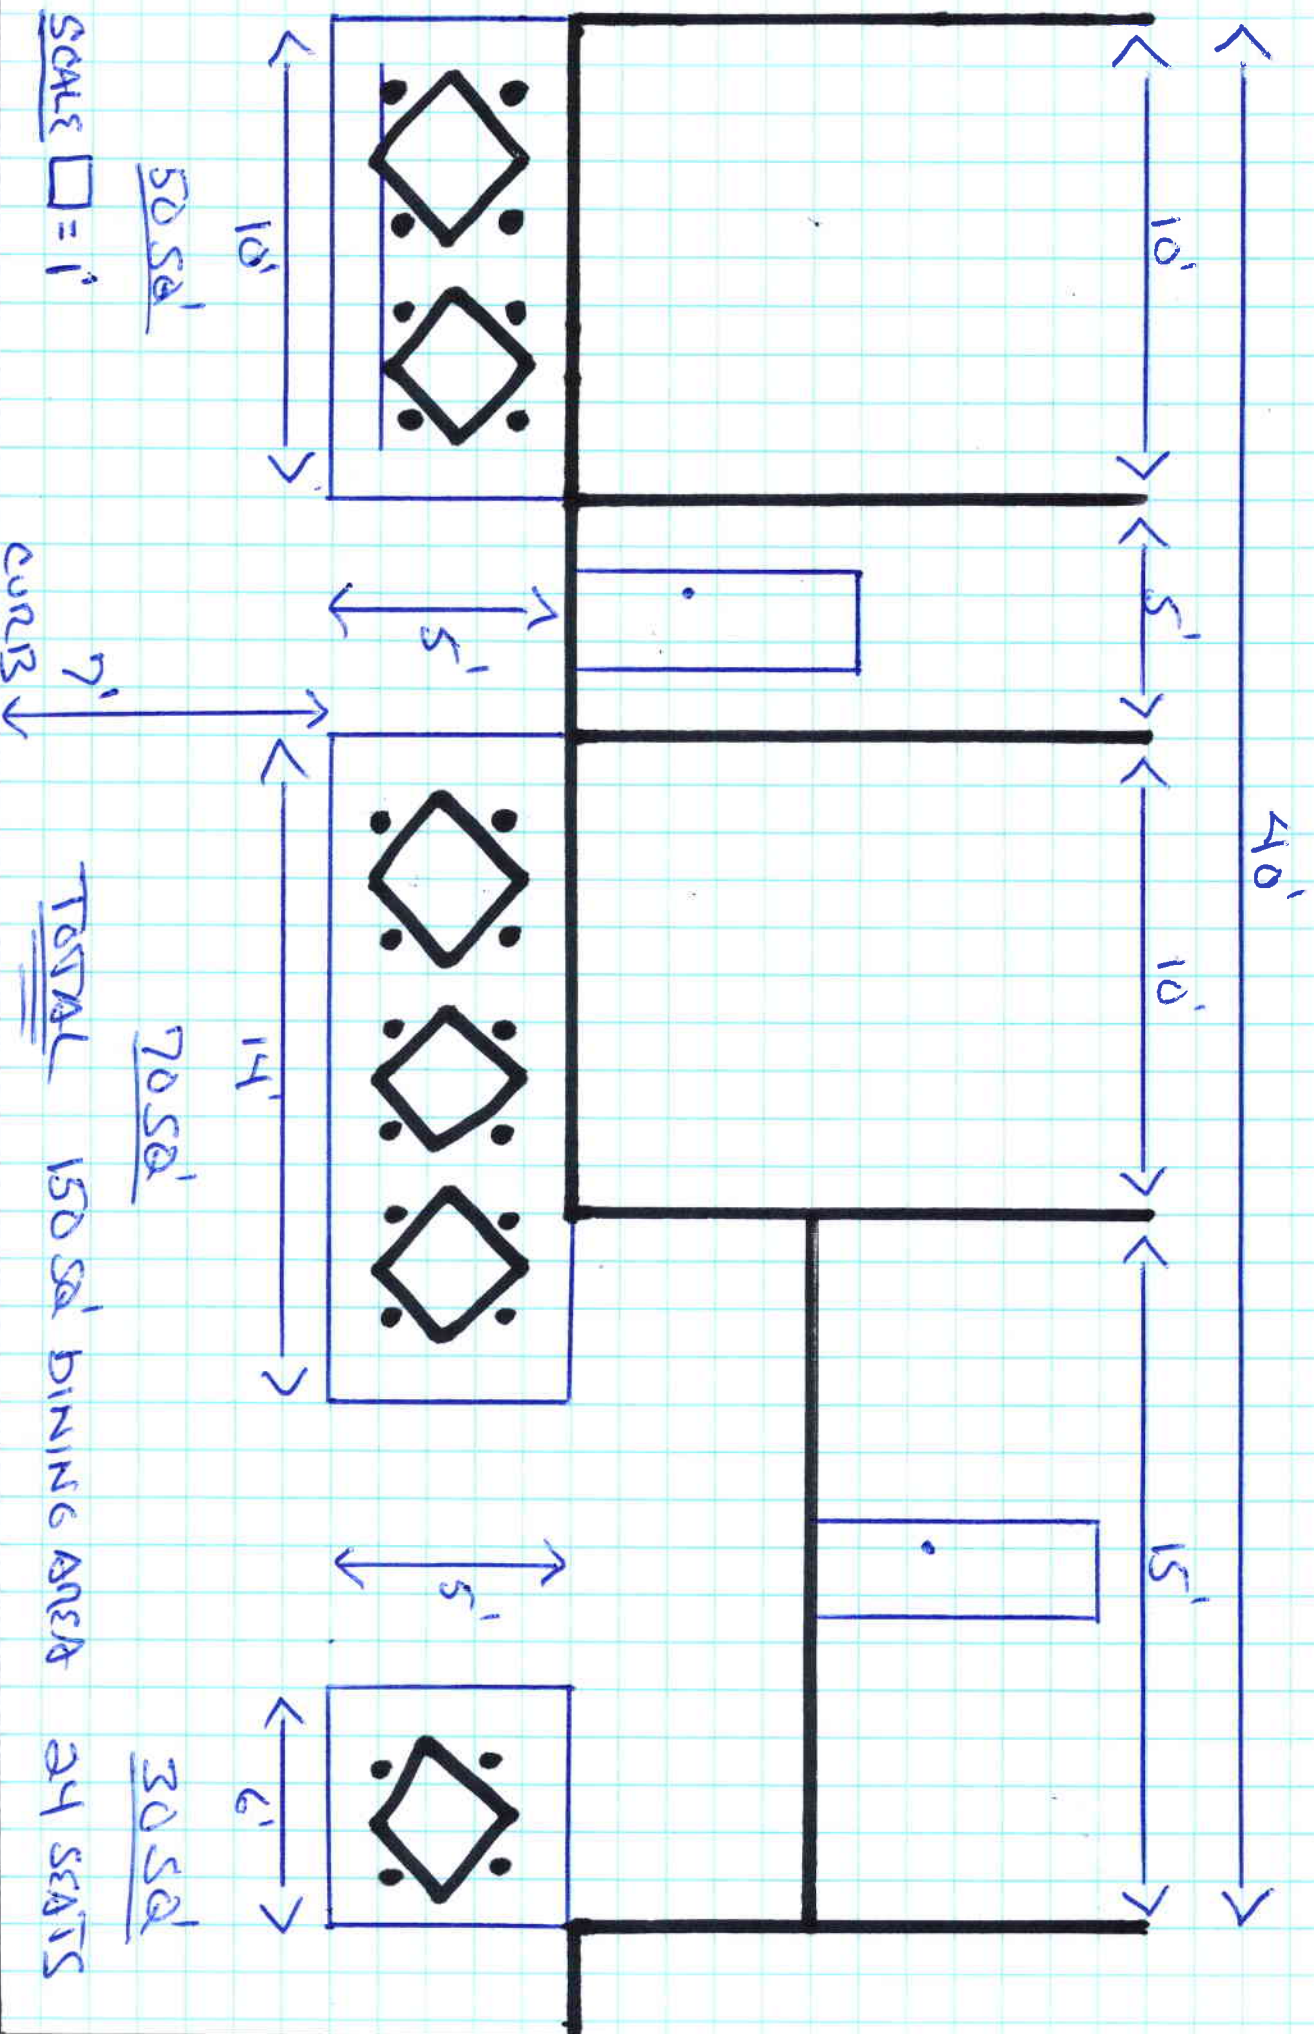 40'
10'
5'
10'
15'
5'
5'
10'
14'
6'
7'
CURB
50 SQ'
70 SQ'
30 SQ'
SCALE □ = 1'
TOTAL 150 SQ' DINING AREA 24 SEATS